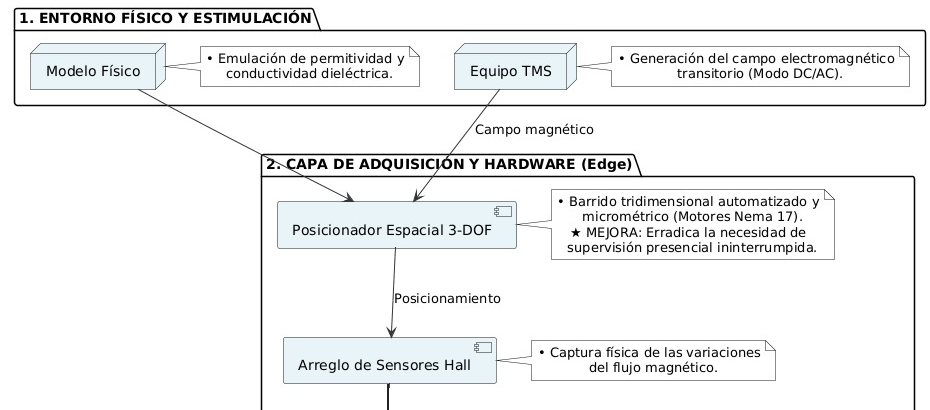 1. ENTORNO FÍSICO Y ESTIMULACIÓN
Modelo Físico
• Emulación de permitividad y
conductividad dieléctrica.
Equipo TMS
• Generación del campo electromagnético
transitorio (Modo DC/AC).
Campo magnético
2. CAPA DE ADQUISICIÓN Y HARDWARE (Edge)
Posicionador Espacial 3-DOF
• Barrido tridimensional automatizado y
micrométrico (Motores Nema 17).
★ MEJORA: Erradica la necesidad de
supervisión presencial ininterrumpida.
Posicionamiento
Arreglo de Sensores Hall
• Captura física de las variaciones
del flujo magnético.